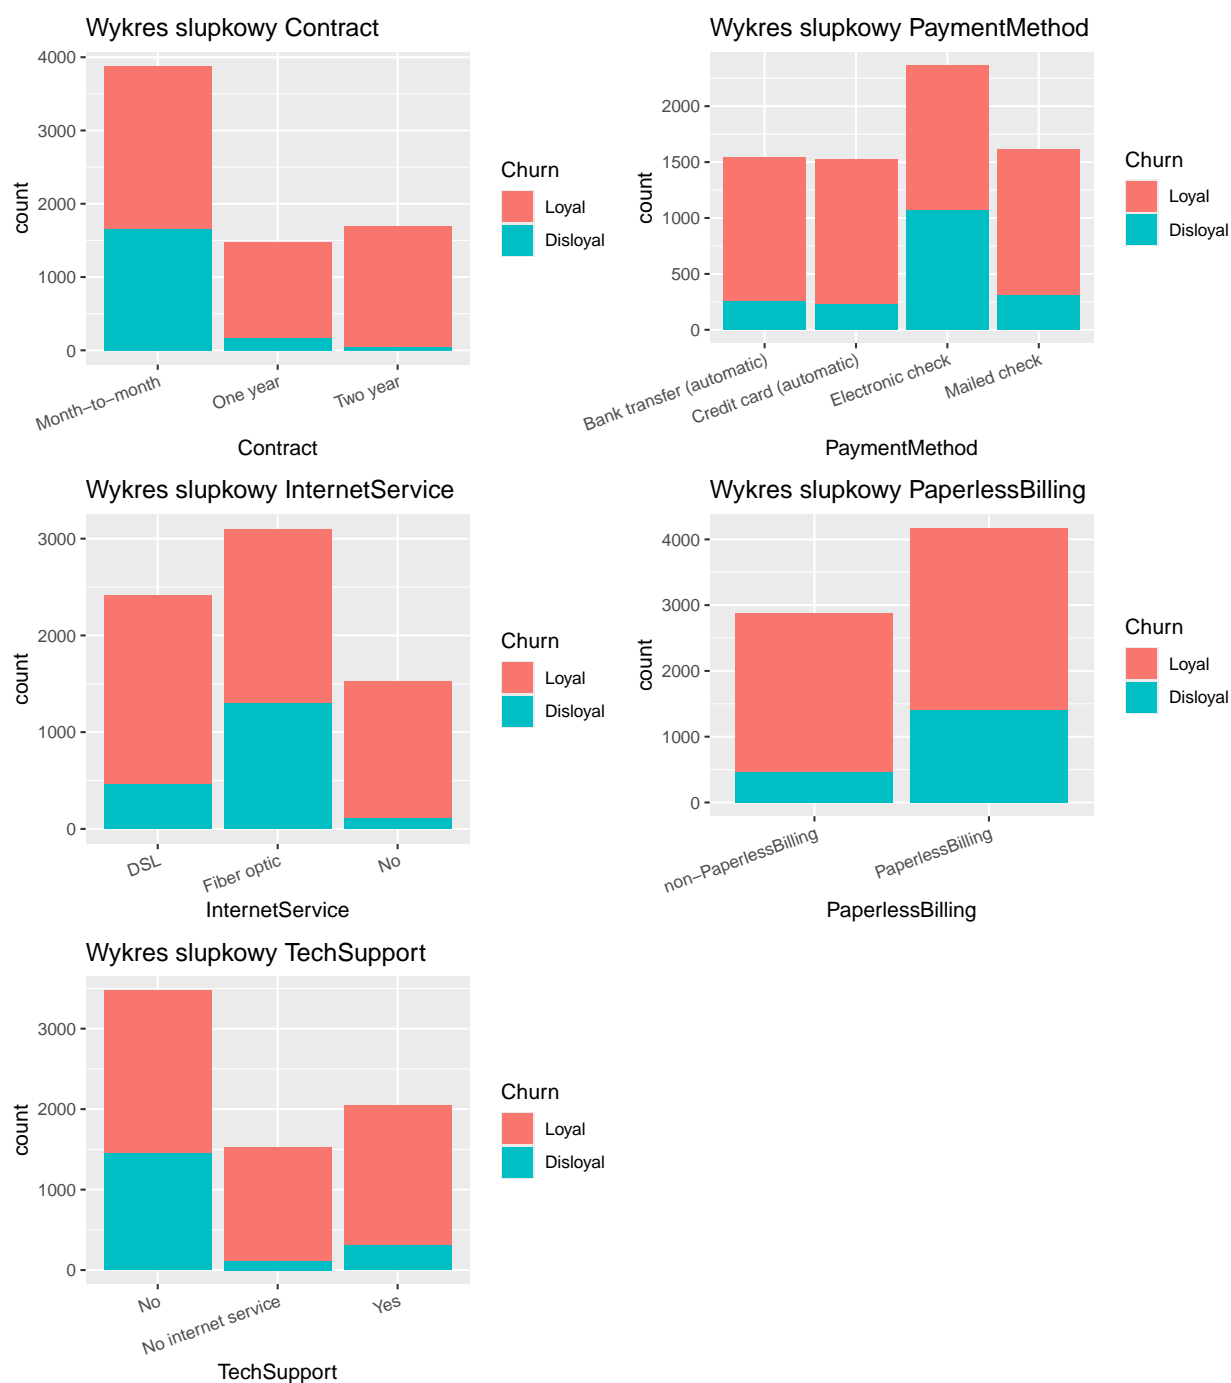 Wykres slupkowy Contract
4000
3000
2000
1000
0
count
Month−to−month
One year
Two year
Contract
Churn
Loyal
Disloyal
Wykres slupkowy PaymentMethod
2000
1500
1000
500
0
count
Bank transfer (automatic)
Credit card (automatic)
Electronic check
Mailed check
PaymentMethod
Churn
Loyal
Disloyal
Wykres slupkowy InternetService
3000
2000
1000
0
count
DSL
Fiber optic
No
InternetService
Churn
Loyal
Disloyal
Wykres slupkowy PaperlessBilling
4000
3000
2000
1000
0
count
non−PaperlessBilling
PaperlessBilling
PaperlessBilling
Churn
Loyal
Disloyal
Wykres slupkowy TechSupport
3000
2000
1000
0
count
No
No internet service
Yes
TechSupport
Churn
Loyal
Disloyal